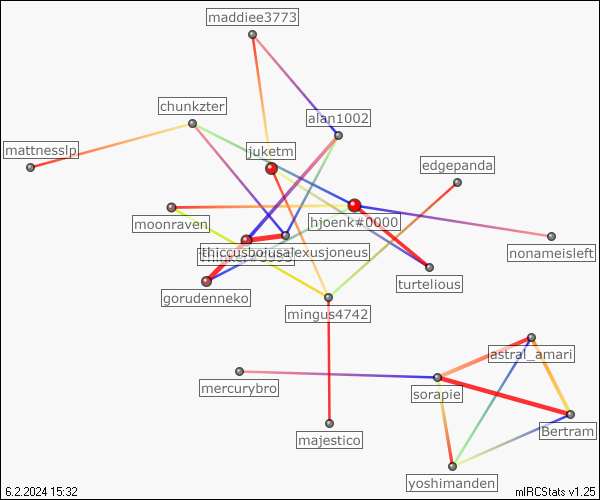 maddiee3773
chunkzter
alan1002
mattnesslp
juketm
edgepanda
moonraven
hjoenk#0000
nonameisleft
thiccusboiusalexusjoneus
turtelious
gorudenneko
mingus4742
astral_amari
mercurybro
sorapie
majestico
Bertram
yoshimanden
6.2.2024 15:32
mIRCStats v1.25